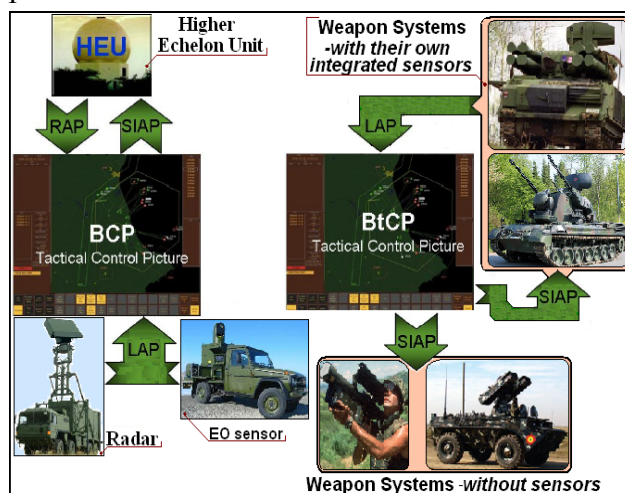 HEU
Higher
Echelon Unit
RAP
SIAP
BCP
Tactical Control Picture
LAP
Radar
EO sensor
Weapon Systems
-with their own
integrated sensors
LAP
BtCP
Tactical Control Picture
SIAP
SIAP
Weapon Systems -without sensors